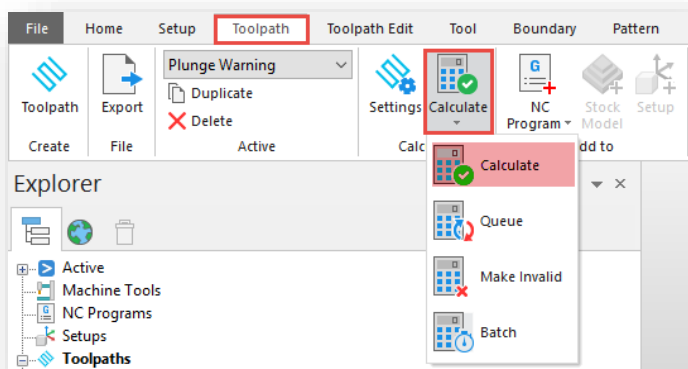 File Home Setup Toolpath Toolpath Edit Tool Boundary Pattern
Plunge Warning
Duplicate
Delete
Toolpath Export Settings Calculate NC Program Stock Model Setup
Create File Active Calc dd to
Calculate
Queue
Make Invalid
Batch
Explorer
Active
Machine Tools
G NC Programs
Setups
Toolpaths